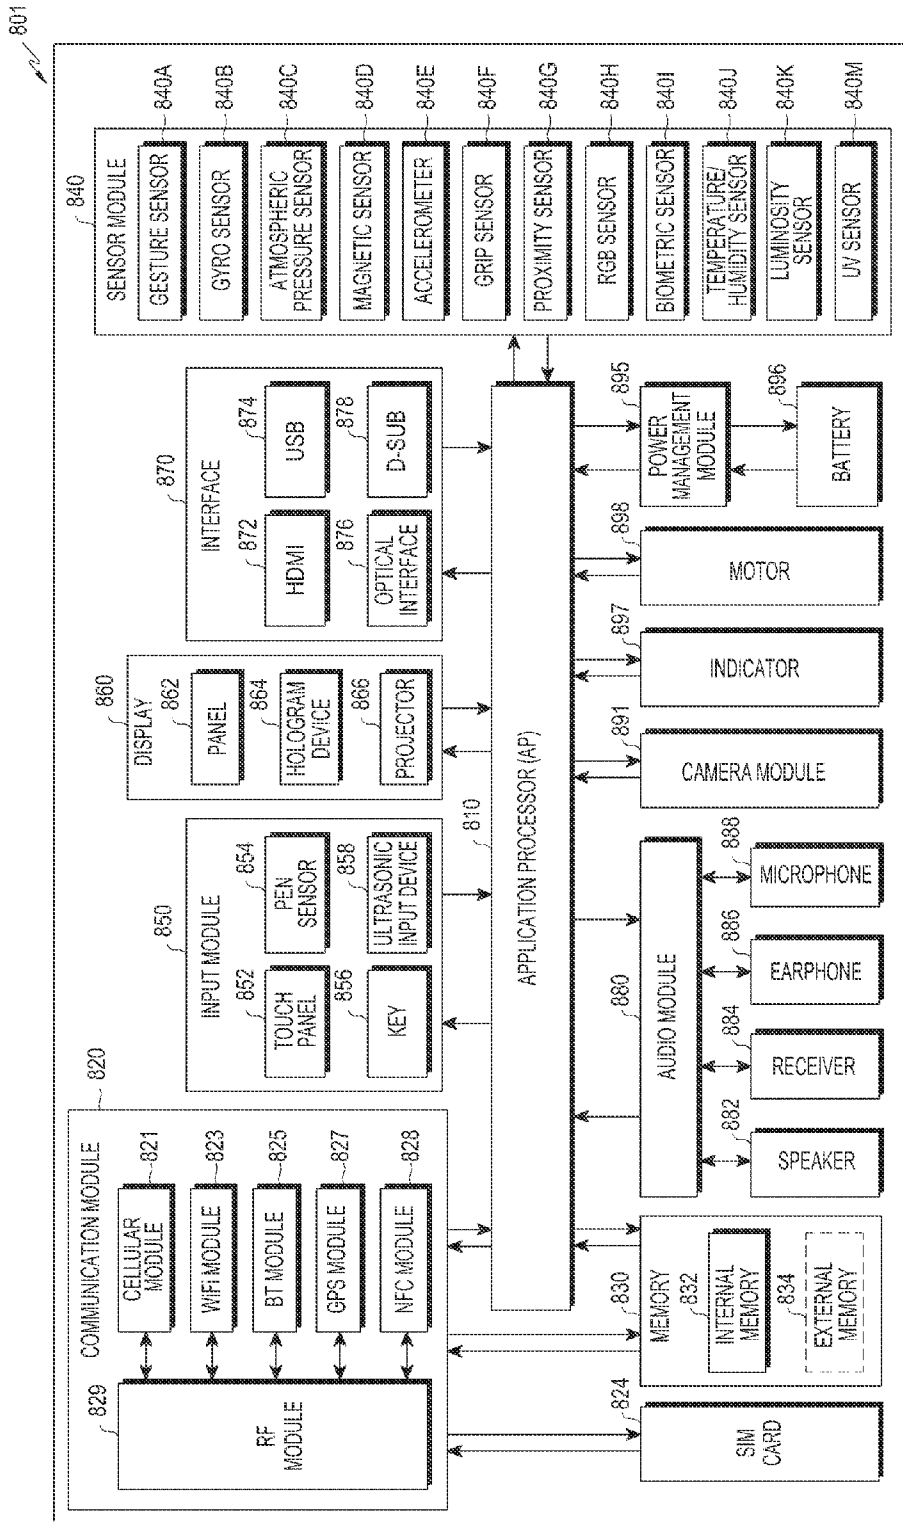 801
COMMUNICATION MODULE
820
829
RF
MODULE
CELLULAR
MODULE
821
WiFi MODULE
823
BT MODULE
825
GPS MODULE
827
NFC MODULE
828
850
INPUT MODULE
852
TOUCH
PANEL
854
PEN
SENSOR
856
KEY
858
ULTRASONIC
INPUT DEVICE
860
DISPLAY
862
PANEL
864
HOLOGRAM
DEVICE
866
PROJECTOR
870
INTERFACE
872
HDMI
874
USB
876
OPTICAL
INTERFACE
878
D-SUB
840
SENSOR MODULE
GESTURE SENSOR
840A
GYRO SENSOR
840B
ATMOSPHERIC
PRESSURE SENSOR
840C
MAGNETIC SENSOR
840D
ACCELEROMETER
840E
GRIP SENSOR
840F
PROXIMITY SENSOR
840G
RGB SENSOR
840H
BIOMETRIC SENSOR
840I
TEMPERATURE/
HUMIDITY SENSOR
840J
LUMINOSITY
SENSOR
840K
UV SENSOR
840M
810
APPLICATION PROCESSOR (AP)
824
SIM
CARD
830
MEMORY
832
INTERNAL
MEMORY
834
EXTERNAL
MEMORY
880
AUDIO MODULE
882
SPEAKER
884
RECEIVER
886
EARPHONE
888
MICROPHONE
891
CAMERA MODULE
897
INDICATOR
898
MOTOR
895
POWER
MANAGEMENT
MODULE
896
BATTERY